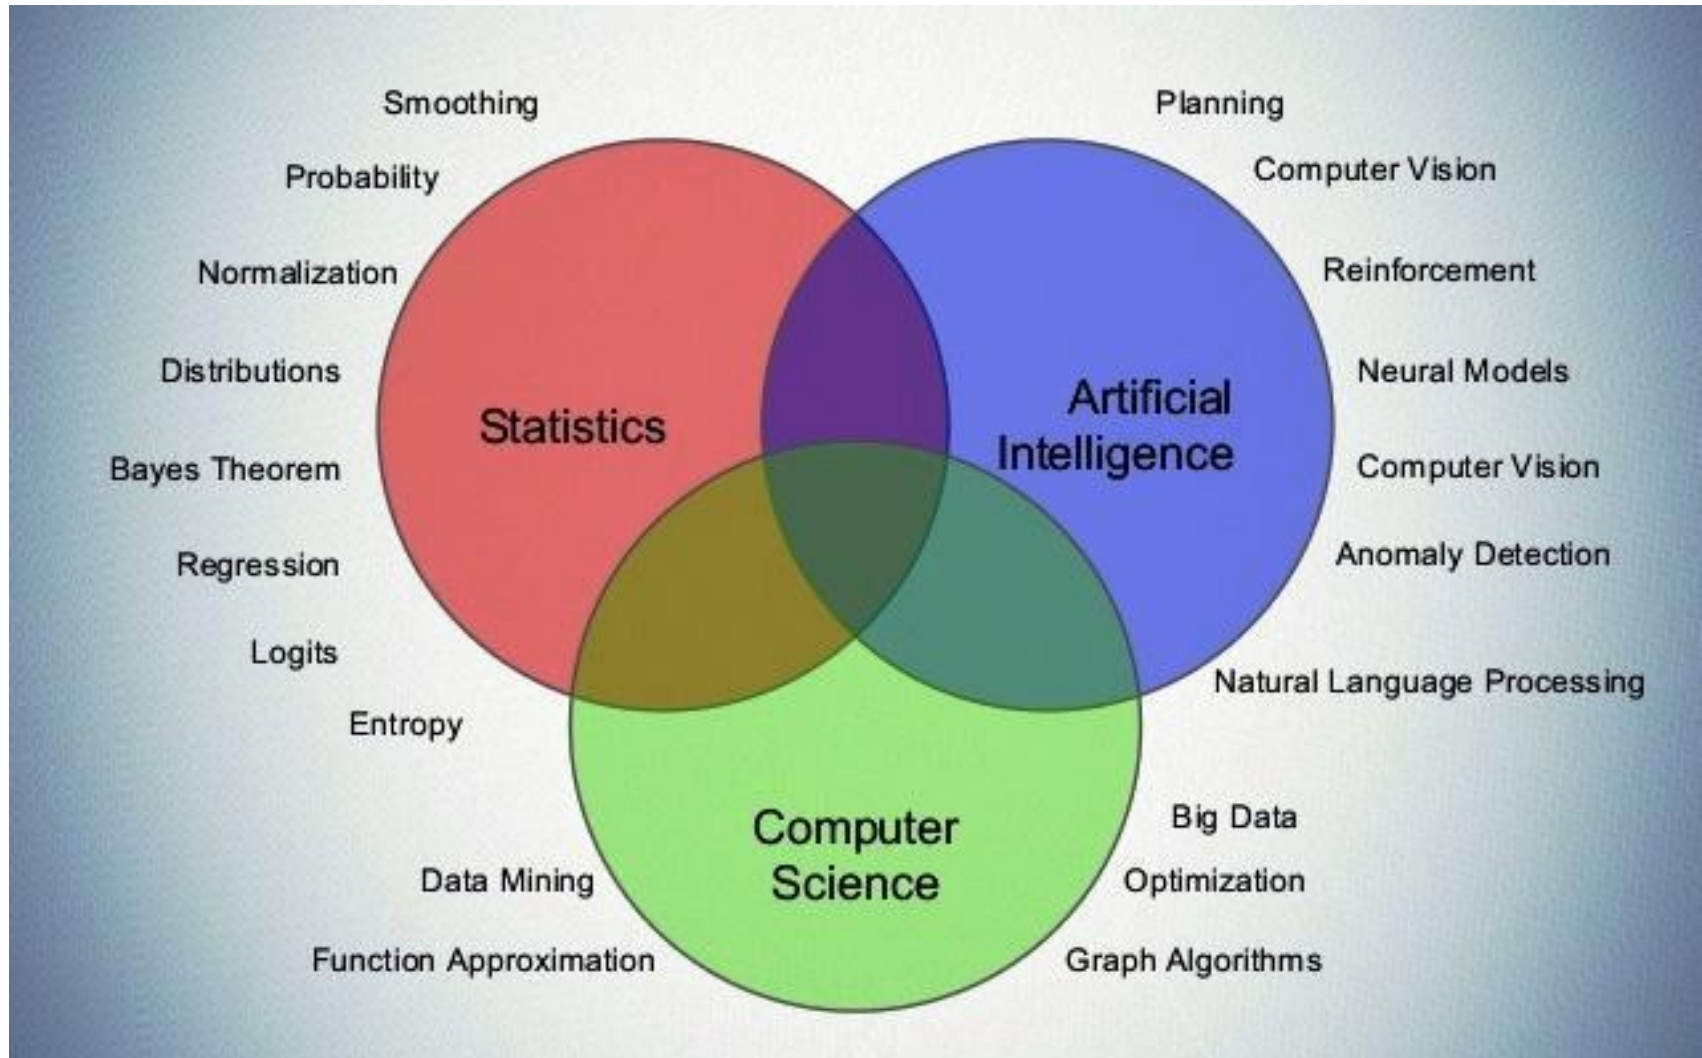 Smoothing
Probability
Normalization
Distributions
Bayes Theorem
Regression
Logits
Entropy
Statistics
Planning
Computer Vision
Reinforcement
Neural Models
Computer Vision
Anomaly Detection
Natural Language Processing
Artificial
Intelligence
Computer
Science
Data Mining
Function Approximation
Big Data
Optimization
Graph Algorithms